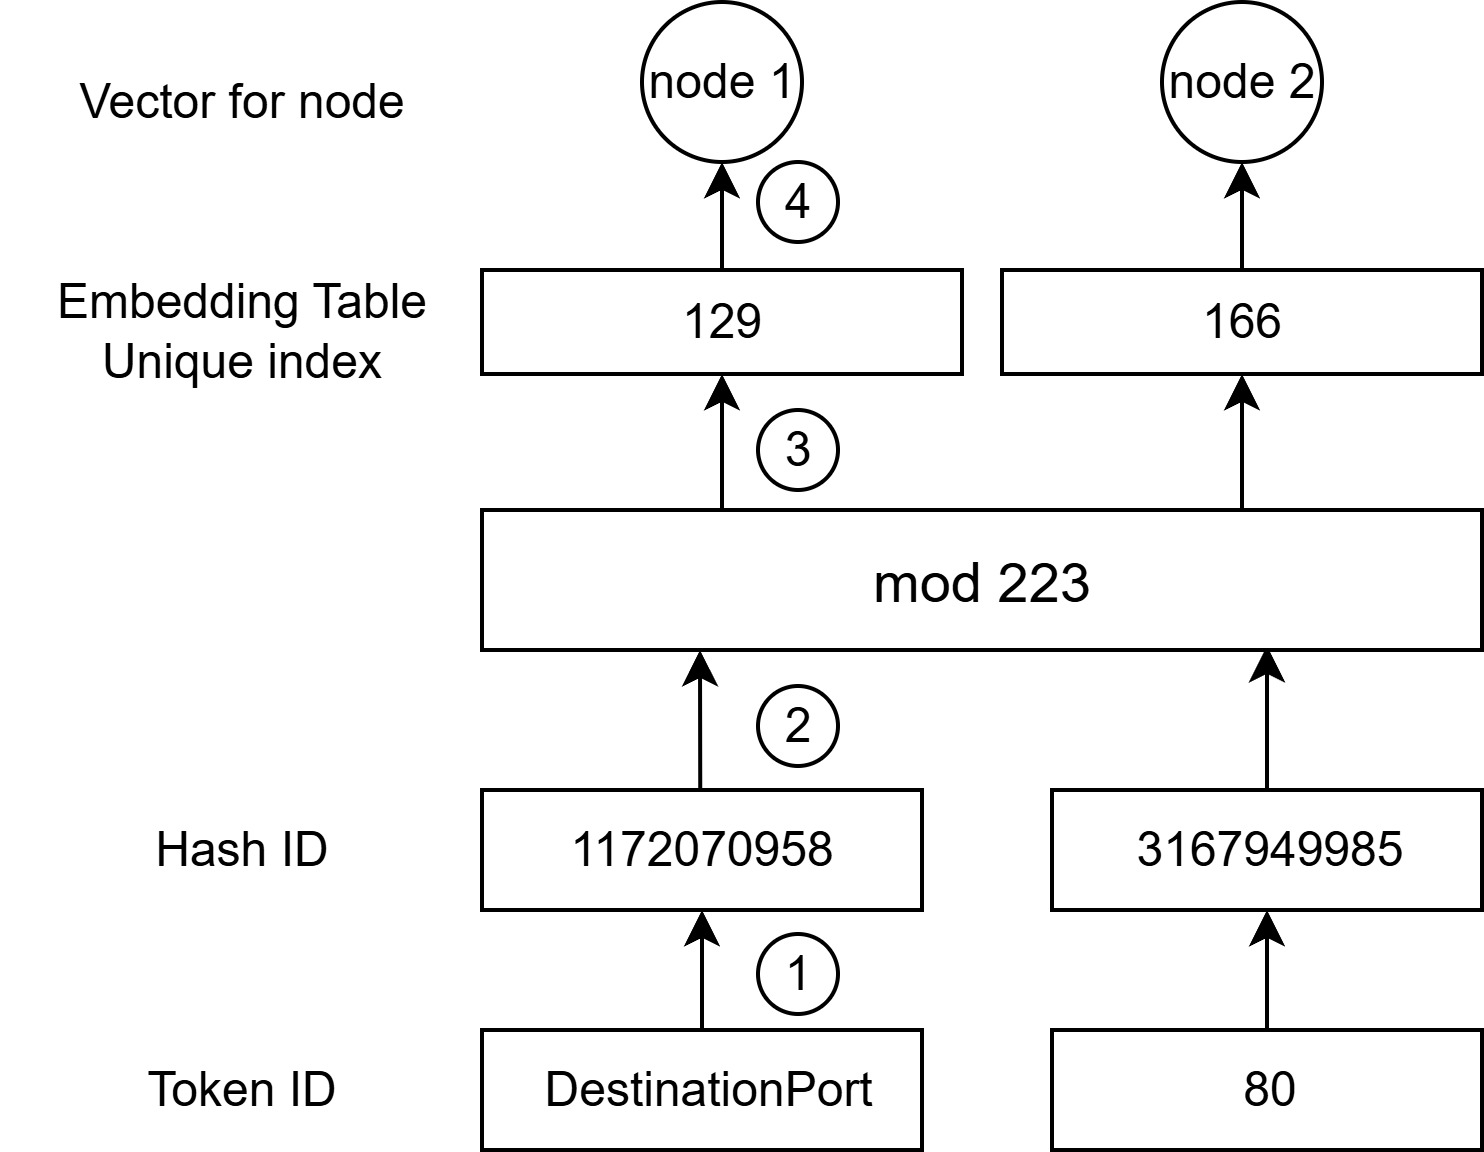 Vector for node
node 1
node 2
4
Embedding Table
Unique index
129
166
3
mod 223
2
Hash ID
1172070958
3167949985
1
Token ID
DestinationPort
80